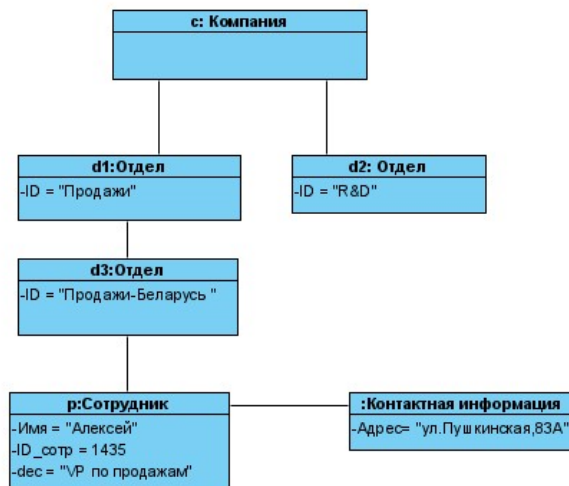 c: Компания
d1:Отдел
-ID = "Продажи"
d2: Отдел
-ID = "R&D"
d3:Отдел
-ID = "Продажи-Беларусь "
p:Сотрудник
-Имя = "Алексей"
-ID_сотр = 1435
-dec = "VP по продажам"
:Контактная информация
-Адрес= "ул.Пушкинская,83А"